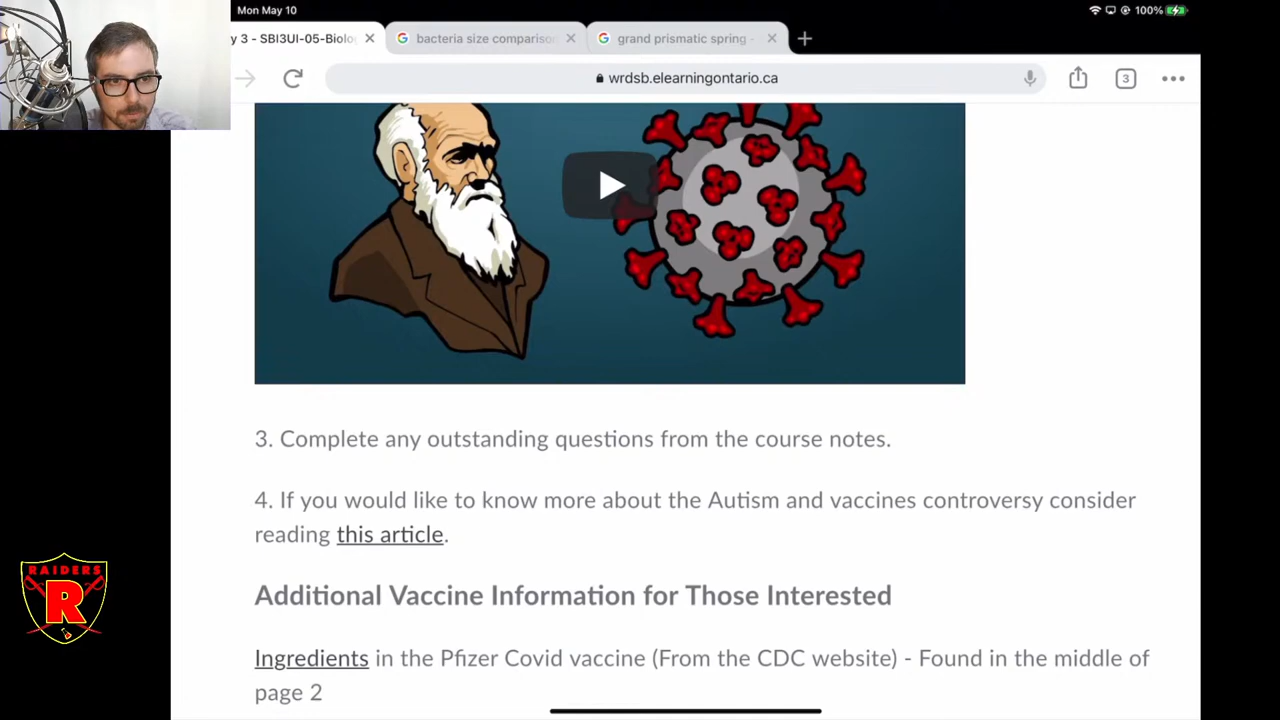 Mon May 10
100%
y 3 - SBI3UI-05-Biolo
bacteria size compariso
grand prismatic spring -
wrdsb.elearningontario.ca
3
3. Complete any outstanding questions from the course notes.
4. If you would like to know more about the Autism and vaccines controversy consider
reading this article.
RAIDERS
R
Additional Vaccine Information for Those Interested
Ingredients in the Pfizer Covid vaccine (From the CDC website) - Found in the middle of
page 2